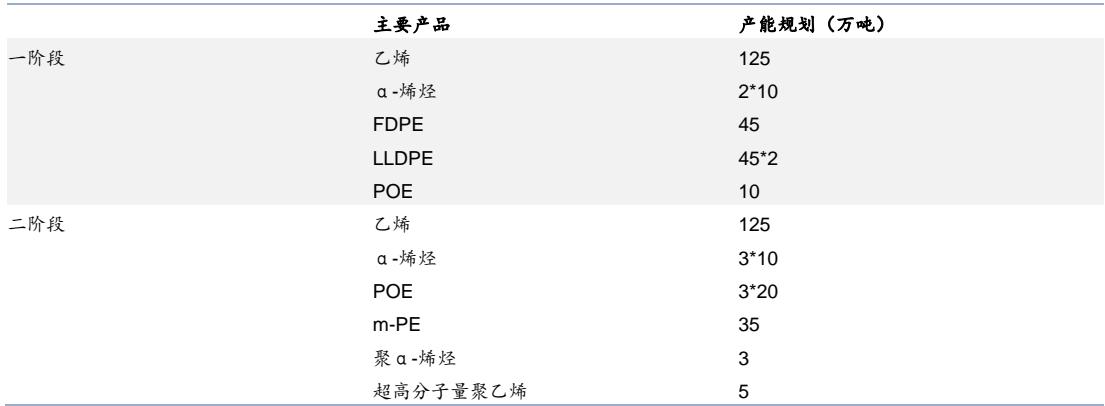 主要产品 产能规划（万吨）
一阶段 乙烯 125
α-烯烃 2*10
FDPE 45
LLDPE 45*2
POE 10
二阶段 乙烯 125
α-烯烃 3*10
POE 3*20
m-PE 35
聚α-烯烃 3
超高分子量聚乙烯 5